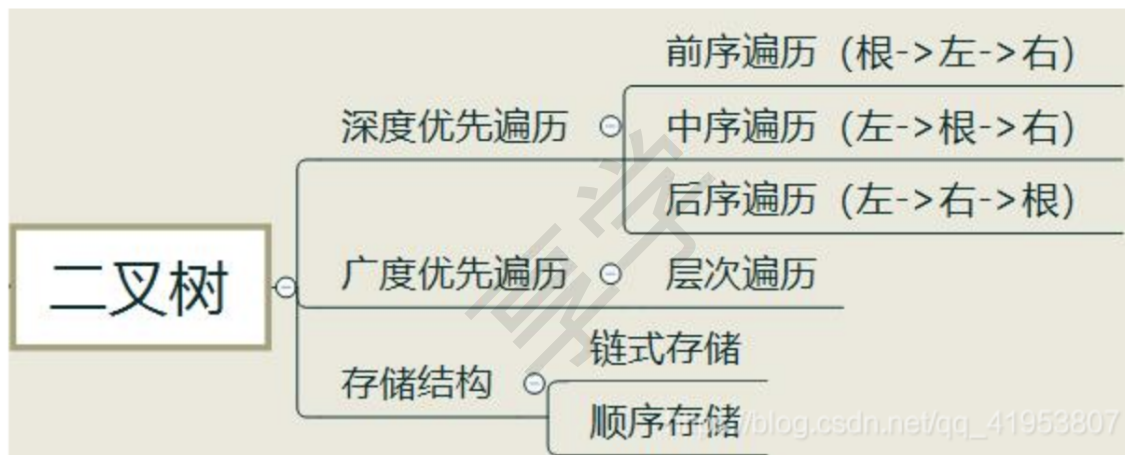 前序遍历（根->左->右）
深度优先遍历
中序遍历（左->根->右）
后序遍历（左->右->根）
二叉树
广度优先遍历
层次遍历
存储结构
链式存储
顺序存储
享学
/blog.csdn.net/qq_41953807